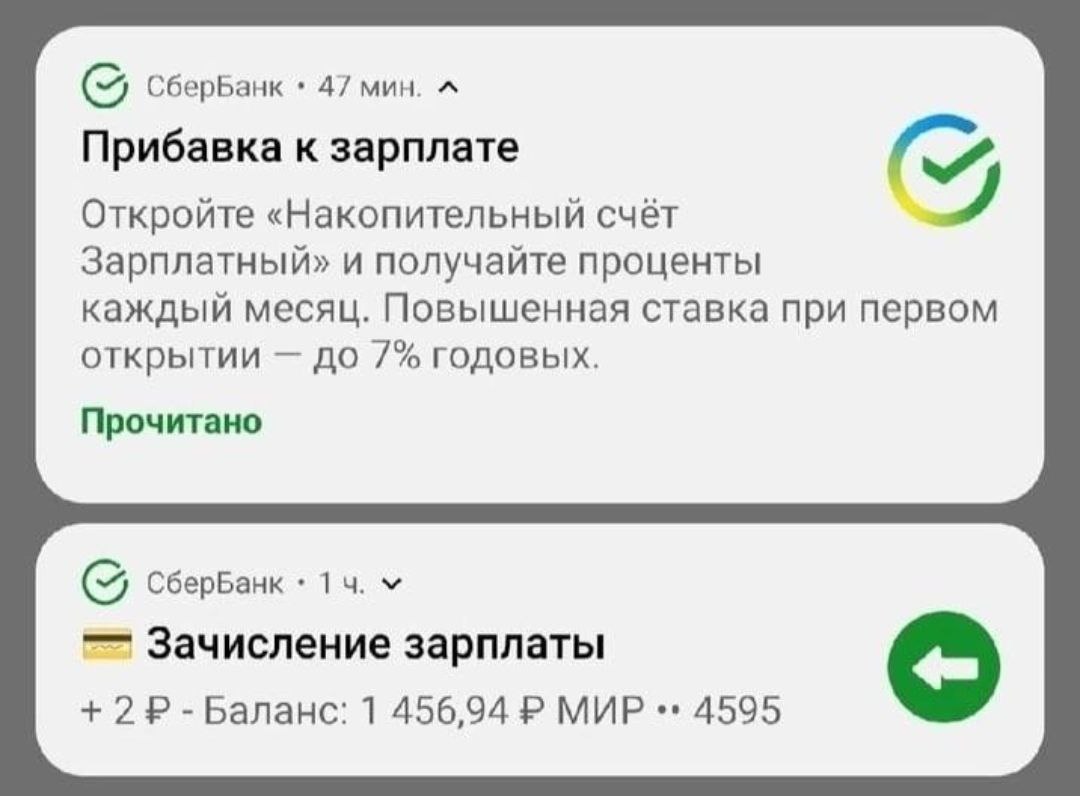 СберБанк • 47 мин.
Прибавка к зарплате
Откройте «Накопительный счёт
Зарплатный» и получайте проценты
каждый месяц. Повышенная ставка при первом
открытии — до 7% годовых.
Прочитано
СберБанк • 1 ч.
💳 Зачисление зарплаты
+ 2 ₽ - Баланс: 1 456,94 ₽ МИР •• 4595